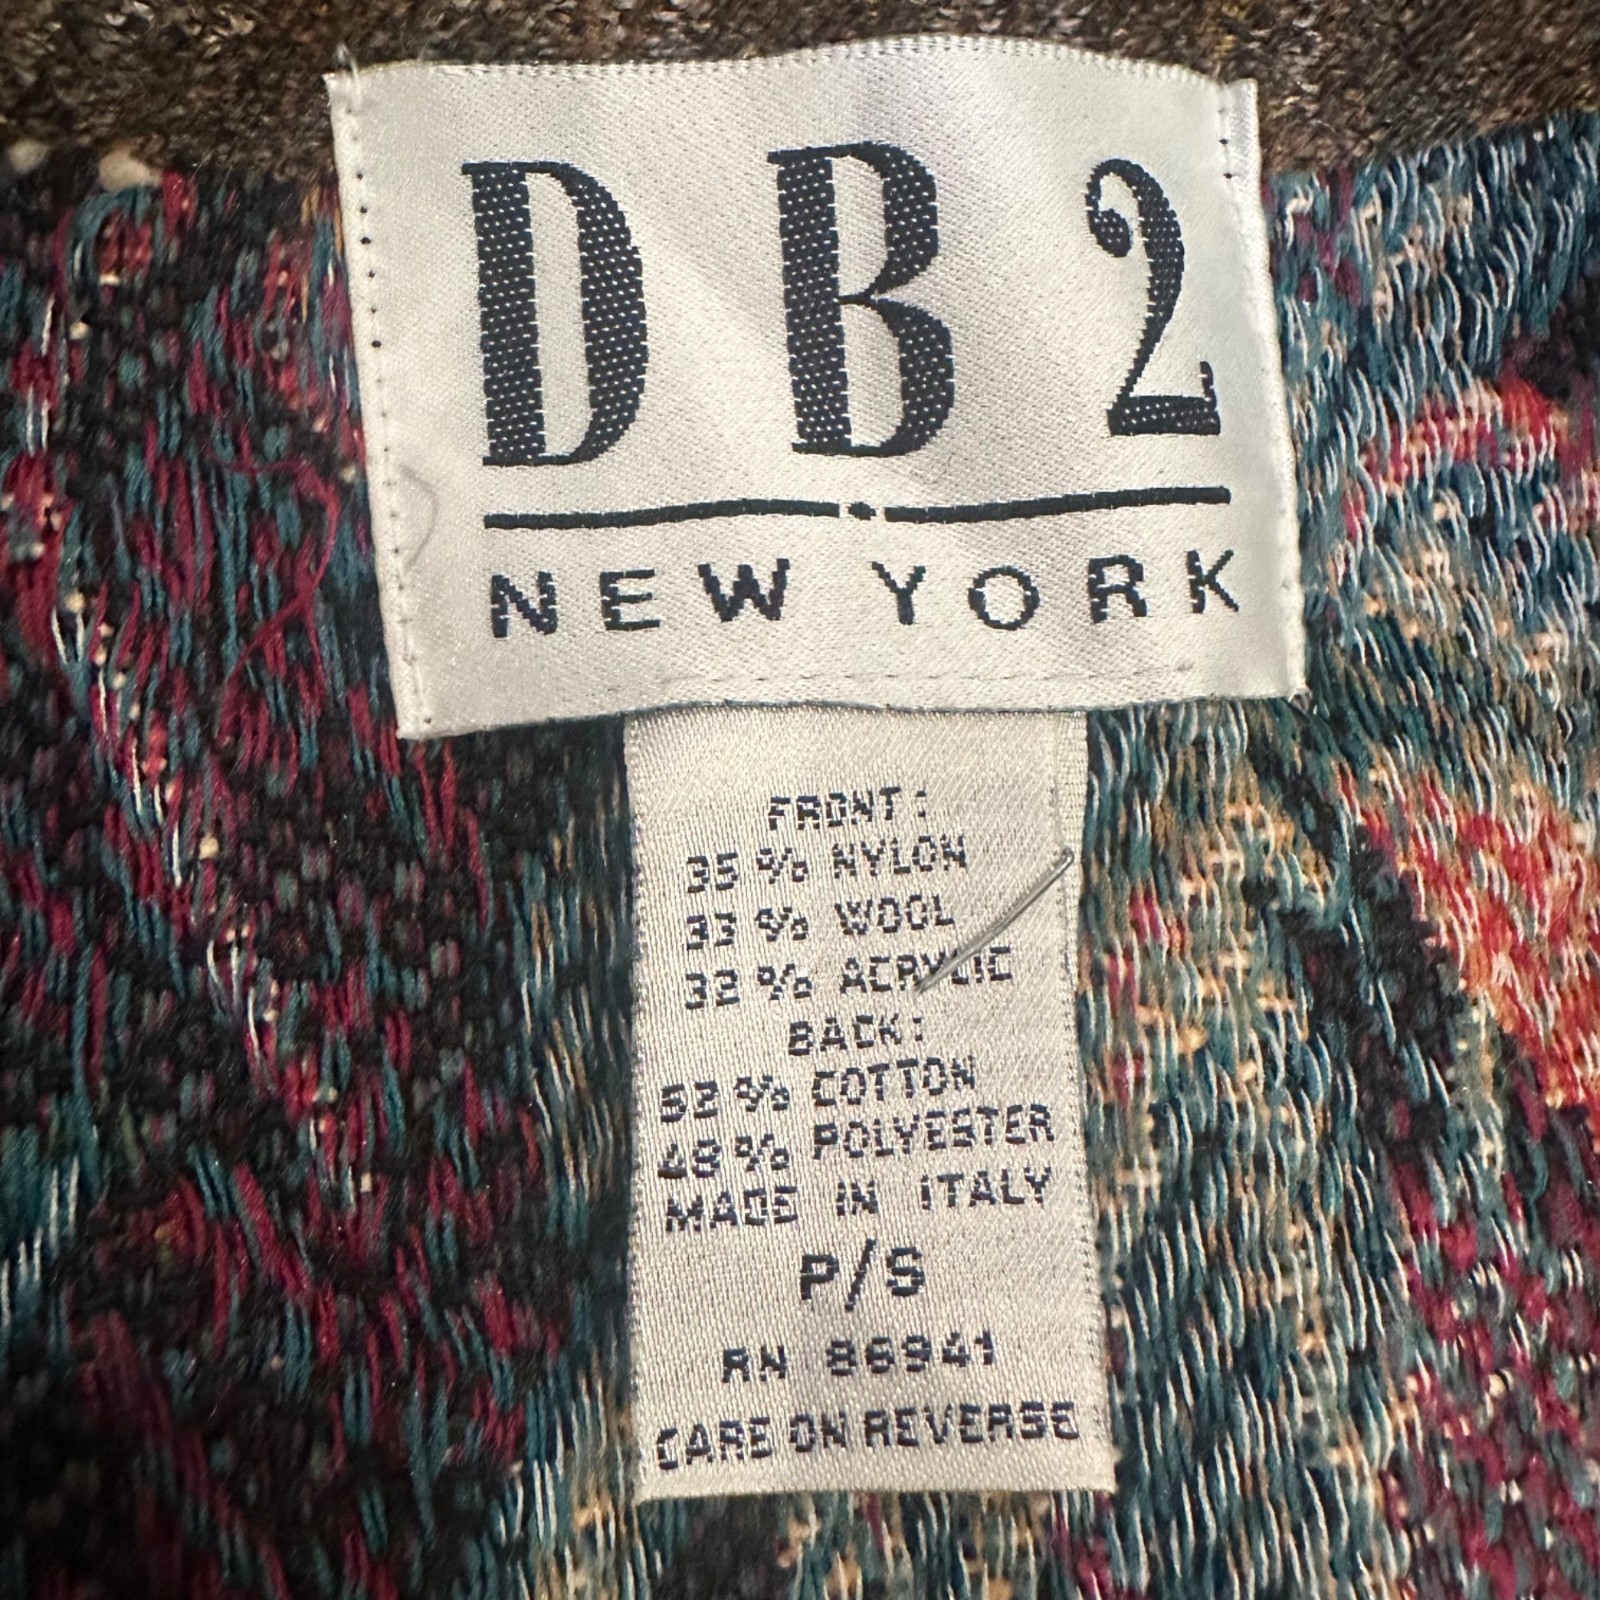 DB2
NEW YORK
FRONT:
35 % NYLON
33 % WOOL
32 % ACRYLIC
BACK:
52 % COTTON
48 % POLYESTER
MADE IN ITALY
P/S
RN 86941
CARE ON REVERSE